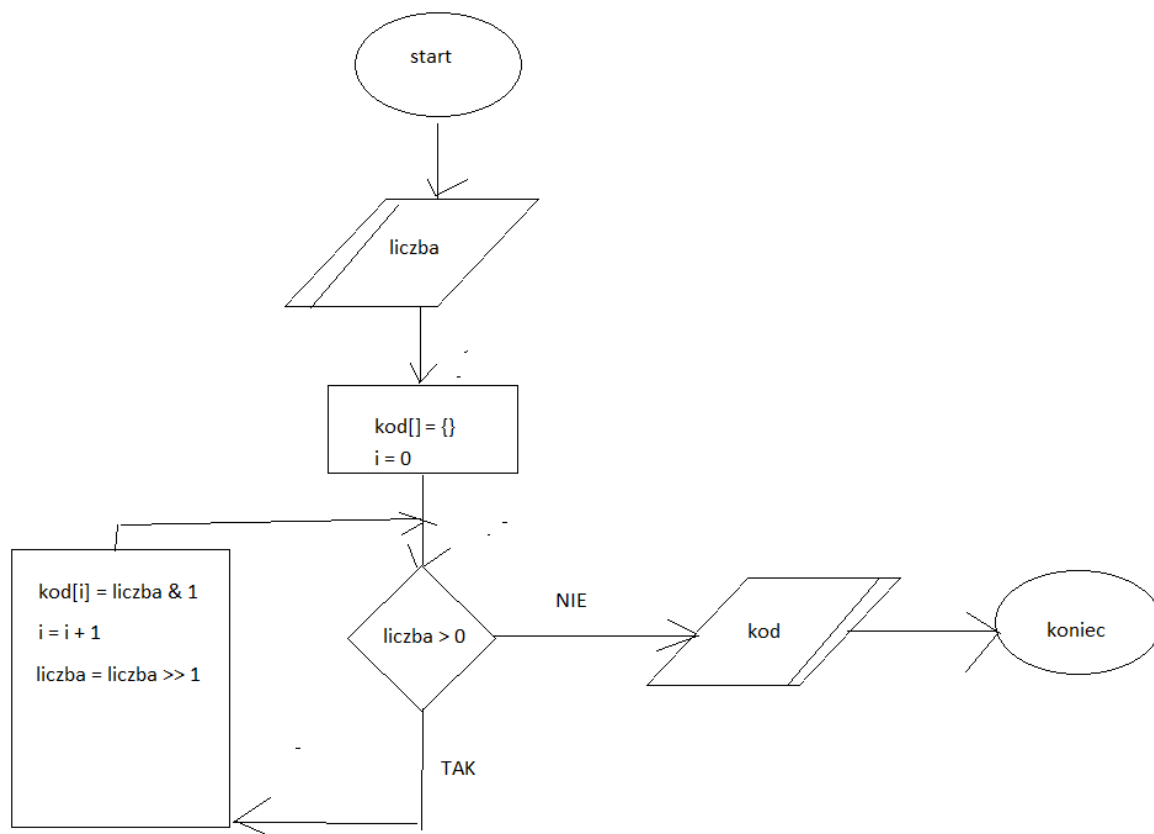 start
liczba
kod[] = {}
i = 0
kod[i] = liczba & 1
i = i + 1
liczba = liczba >> 1
liczba > 0
NIE
kod
koniec
TAK